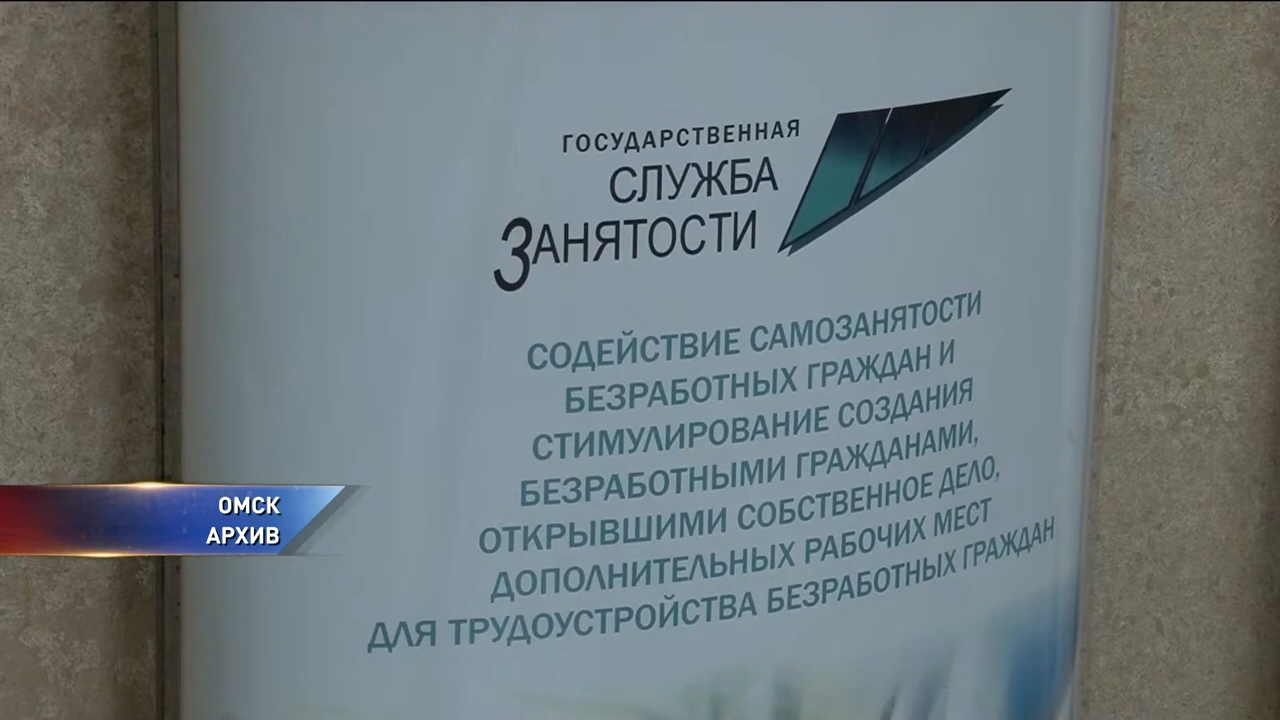 ГОСУДАРСТВЕННАЯ
СЛУЖБА
ЗАНЯТОСТИ
СОДЕЙСТВИЕ САМОЗАНЯТОСТИ
БЕЗРАБОТНЫХ ГРАЖДАН И
СТИМУЛИРОВАНИЕ СОЗДАНИЯ
БЕЗРАБОТНЫМИ ГРАЖДАНАМИ,
ОТКРЫВШИМИ СОБСТВЕННОЕ ДЕЛО,
ДОПОЛНИТЕЛЬНЫХ РАБОЧИХ МЕСТ
ДЛЯ ТРУДОУСТРОЙСТВА БЕЗРАБОТНЫХ ГРАЖДАН
ОМСК
АРХИВ